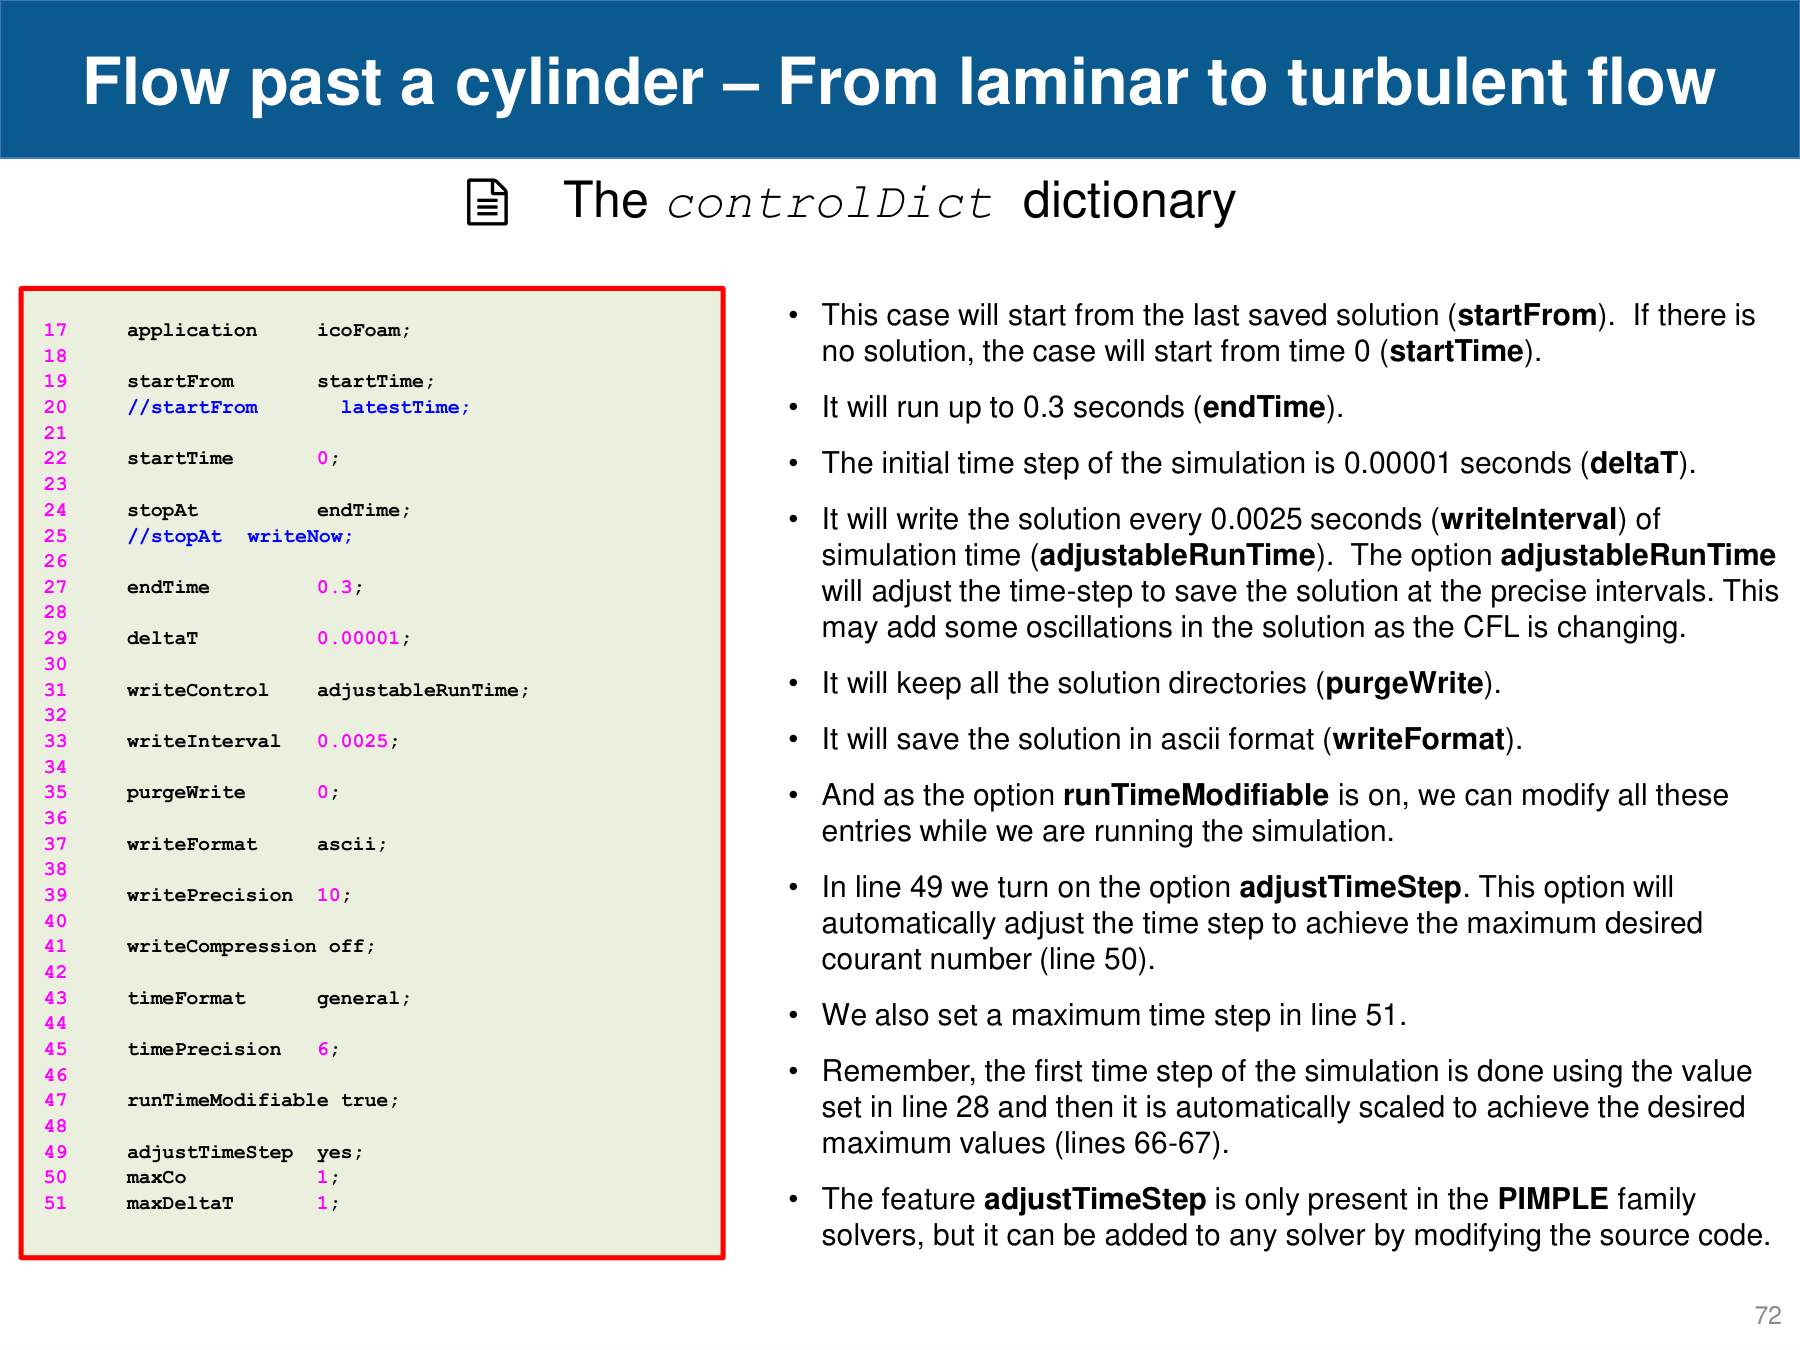 Flow past a cylinder – From laminar to turbulent flow
The controlDict dictionary
17 application icoFoam;
18
19 startFrom startTime;
20 //startFrom latestTime;
21
22 startTime 0;
23
24 stopAt endTime;
25 //stopAt writeNow;
26
27 endTime 0.3;
28
29 deltaT 0.00001;
30
31 writeControl adjustableRunTime;
32
33 writeInterval 0.0025;
34
35 purgeWrite 0;
36
37 writeFormat ascii;
38
39 writePrecision 10;
40
41 writeCompression off;
42
43 timeFormat general;
44
45 timePrecision 6;
46
47 runTimeModifiable true;
48
49 adjustTimeStep yes;
50 maxCo 1;
51 maxDeltaT 1;
• This case will start from the last saved solution (startFrom). If there is
no solution, the case will start from time 0 (startTime).
• It will run up to 0.3 seconds (endTime).
• The initial time step of the simulation is 0.00001 seconds (deltaT).
• It will write the solution every 0.0025 seconds (writeInterval) of
simulation time (adjustableRunTime). The option adjustableRunTime
will adjust the time-step to save the solution at the precise intervals. This
may add some oscillations in the solution as the CFL is changing.
• It will keep all the solution directories (purgeWrite).
• It will save the solution in ascii format (writeFormat).
• And as the option runTimeModifiable is on, we can modify all these
entries while we are running the simulation.
• In line 49 we turn on the option adjustTimeStep. This option will
automatically adjust the time step to achieve the maximum desired
courant number (line 50).
• We also set a maximum time step in line 51.
• Remember, the first time step of the simulation is done using the value
set in line 28 and then it is automatically scaled to achieve the desired
maximum values (lines 66-67).
• The feature adjustTimeStep is only present in the PIMPLE family
solvers, but it can be added to any solver by modifying the source code.
72